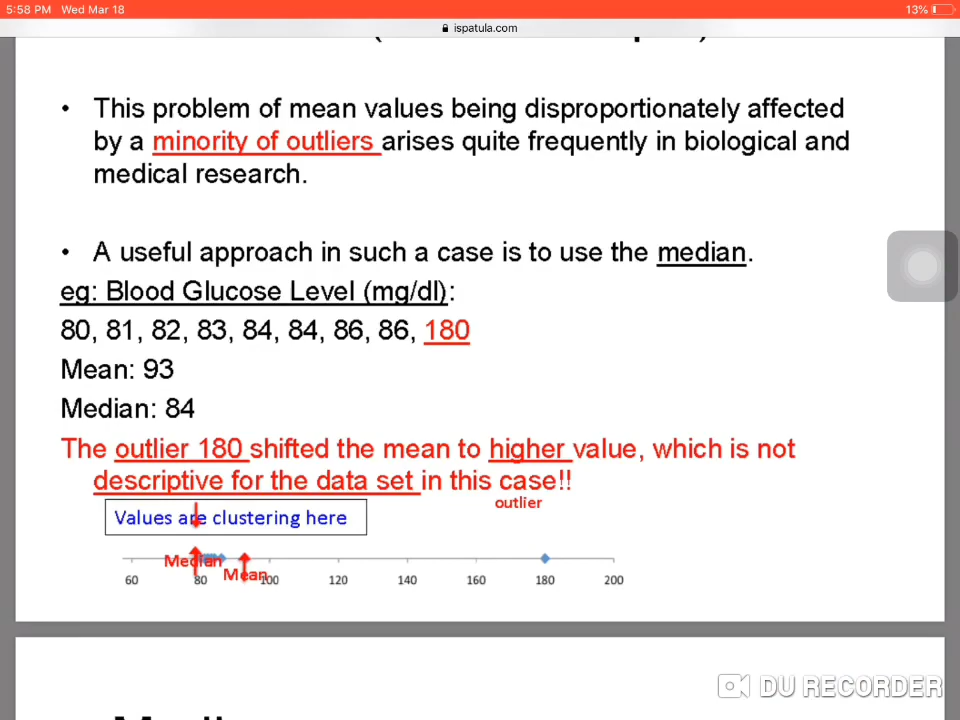 5:58 PM Wed Mar 18
13%
ispatula.com
• This problem of mean values being disproportionately affected
by a minority of outliers arises quite frequently in biological and
medical research.
• A useful approach in such a case is to use the median.
eg: Blood Glucose Level (mg/dl):
80, 81, 82, 83, 84, 84, 86, 86, 180
Mean: 93
Median: 84
The outlier 180 shifted the mean to higher value, which is not
descriptive for the data set in this case!!
outlier
Values are clustering here
Median
Mean
60 80 100 120 140 160 180 200
DU RECORDER